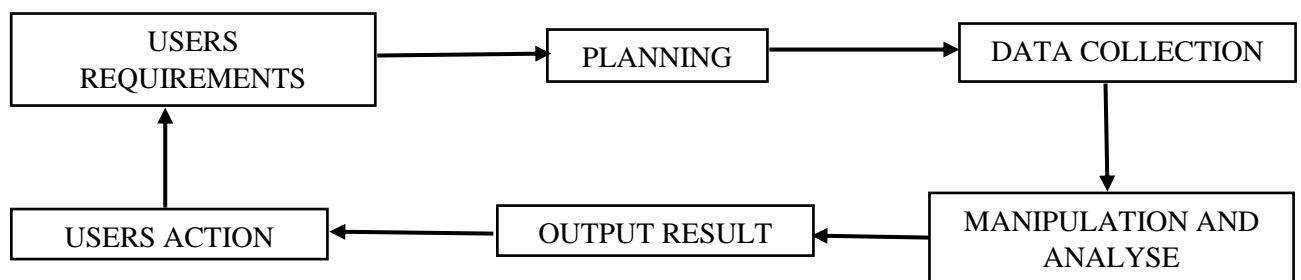 USERS
REQUIREMENTS
PLANNING
DATA COLLECTION
MANIPULATION AND
ANALYSE
OUTPUT RESULT
USERS ACTION